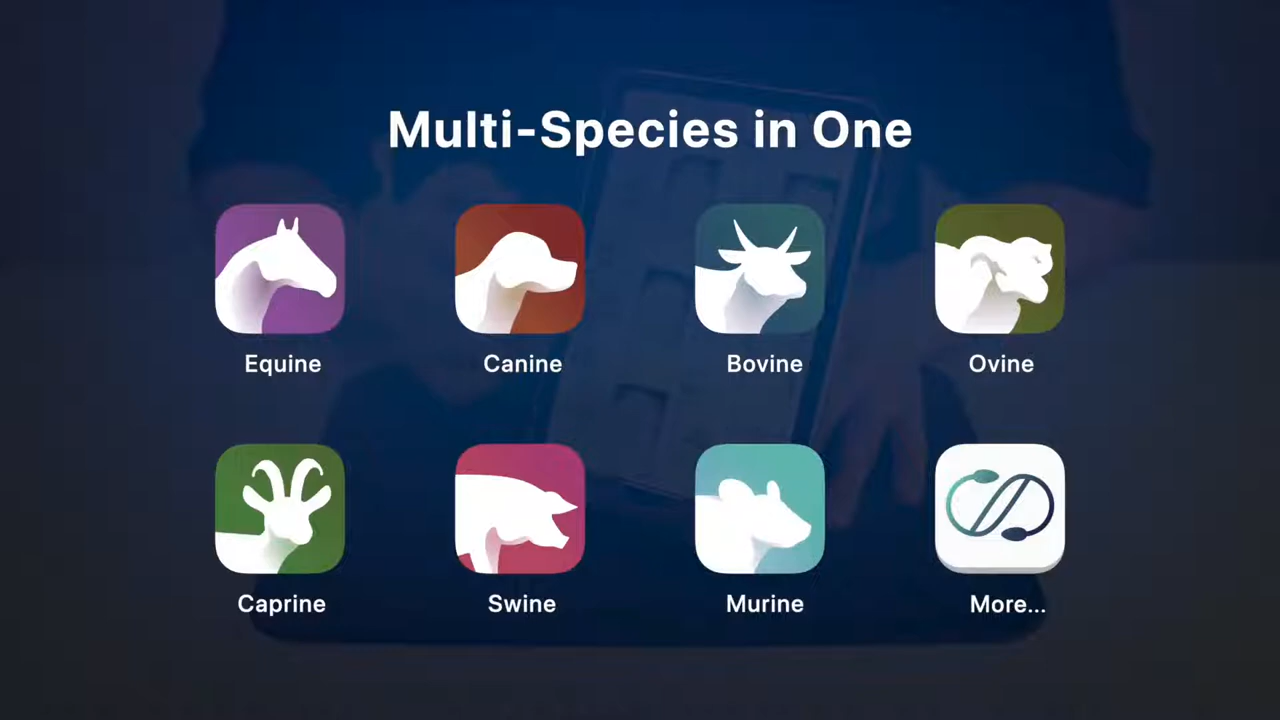 Multi-Species in One
Equine
Canine
Bovine
Ovine
Caprine
Swine
Murine
More...